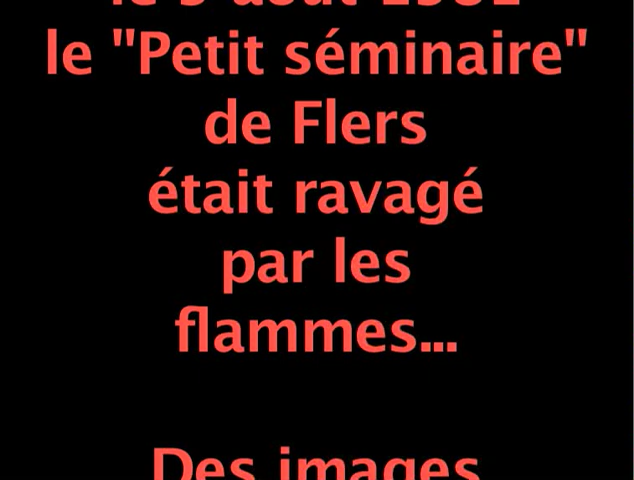 le "Petit séminaire"
de Flers
était ravagé
par les
flammes...
Des images